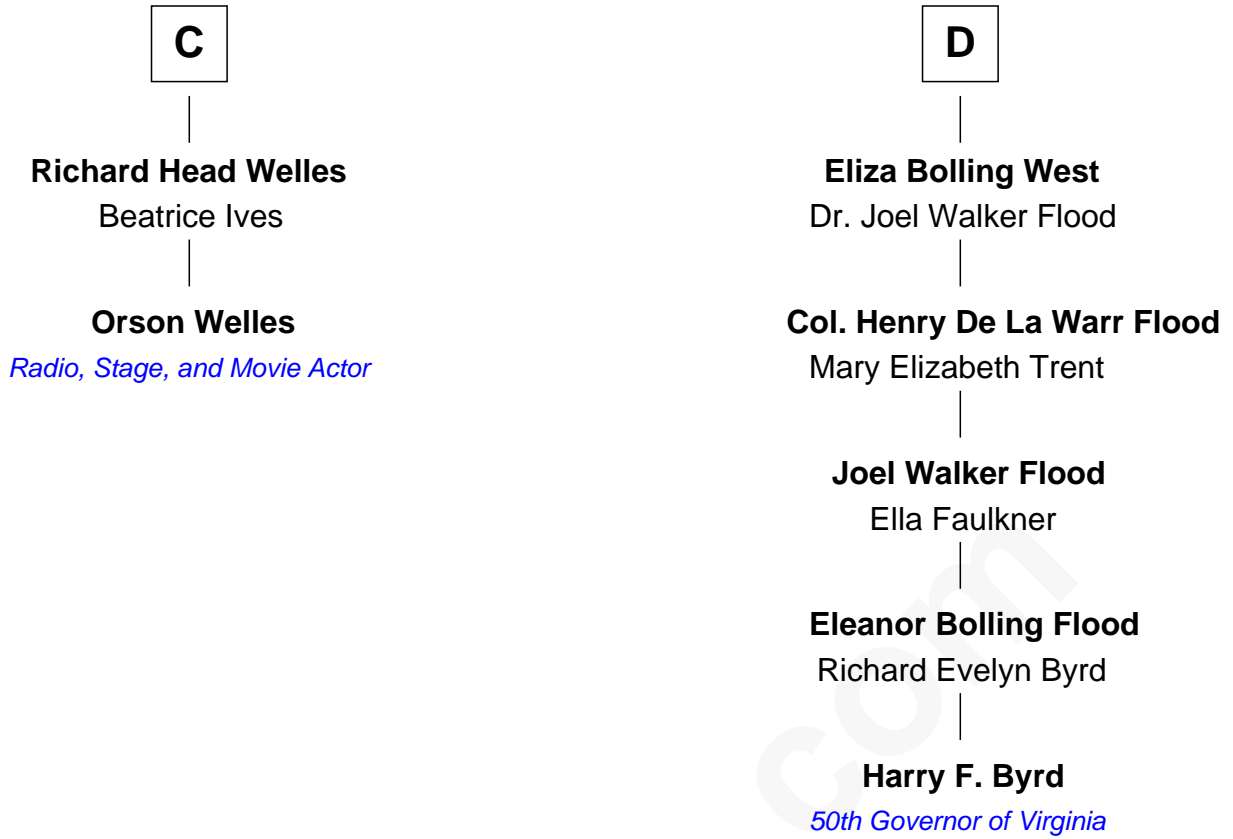 C
Richard Head Welles
Beatrice Ives
Orson Welles
Radio, Stage, and Movie Actor
D
Eliza Bolling West
Dr. Joel Walker Flood
Col. Henry De La Warr Flood
Mary Elizabeth Trent
Joel Walker Flood
Ella Faulkner
Eleanor Bolling Flood
Richard Evelyn Byrd
Harry F. Byrd
50th Governor of Virginia
com